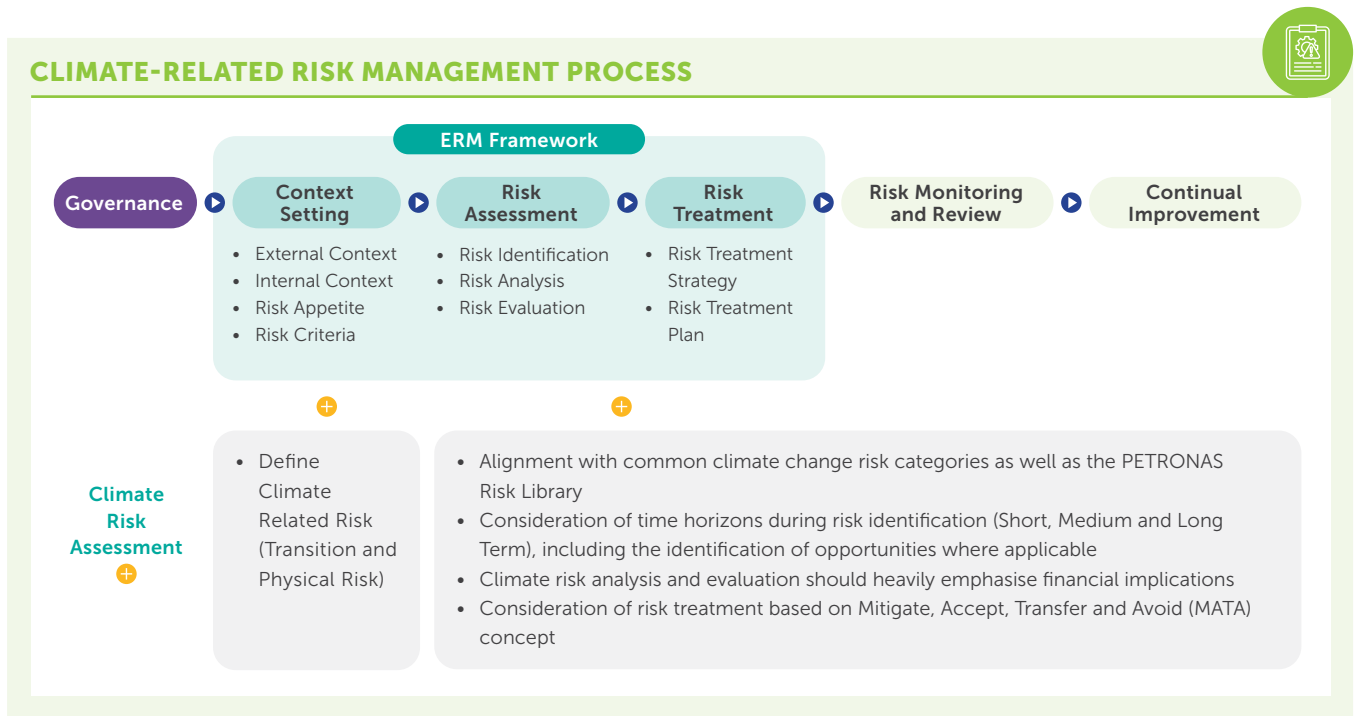 CLIMATE-RELATED RISK MANAGEMENT PROCESS
ERM Framework
Governance
Context
Setting
• External Context
• Internal Context
• Risk Appetite
• Risk Criteria
Risk
Assessment
• Risk Identification
• Risk Analysis
• Risk Evaluation
Risk
Treatment
• Risk Treatment
Strategy
• Risk Treatment
Plan
Risk Monitoring
and Review
Continual
Improvement
Climate
Risk
Assessment
• Define
Climate
Related Risk
(Transition and
Physical Risk)
• Alignment with common climate change risk categories as well as the PETRONAS
Risk Library
• Consideration of time horizons during risk identification (Short, Medium and Long
Term), including the identification of opportunities where applicable
• Climate risk analysis and evaluation should heavily emphasise financial implications
• Consideration of risk treatment based on Mitigate, Accept, Transfer and Avoid (MATA)
concept